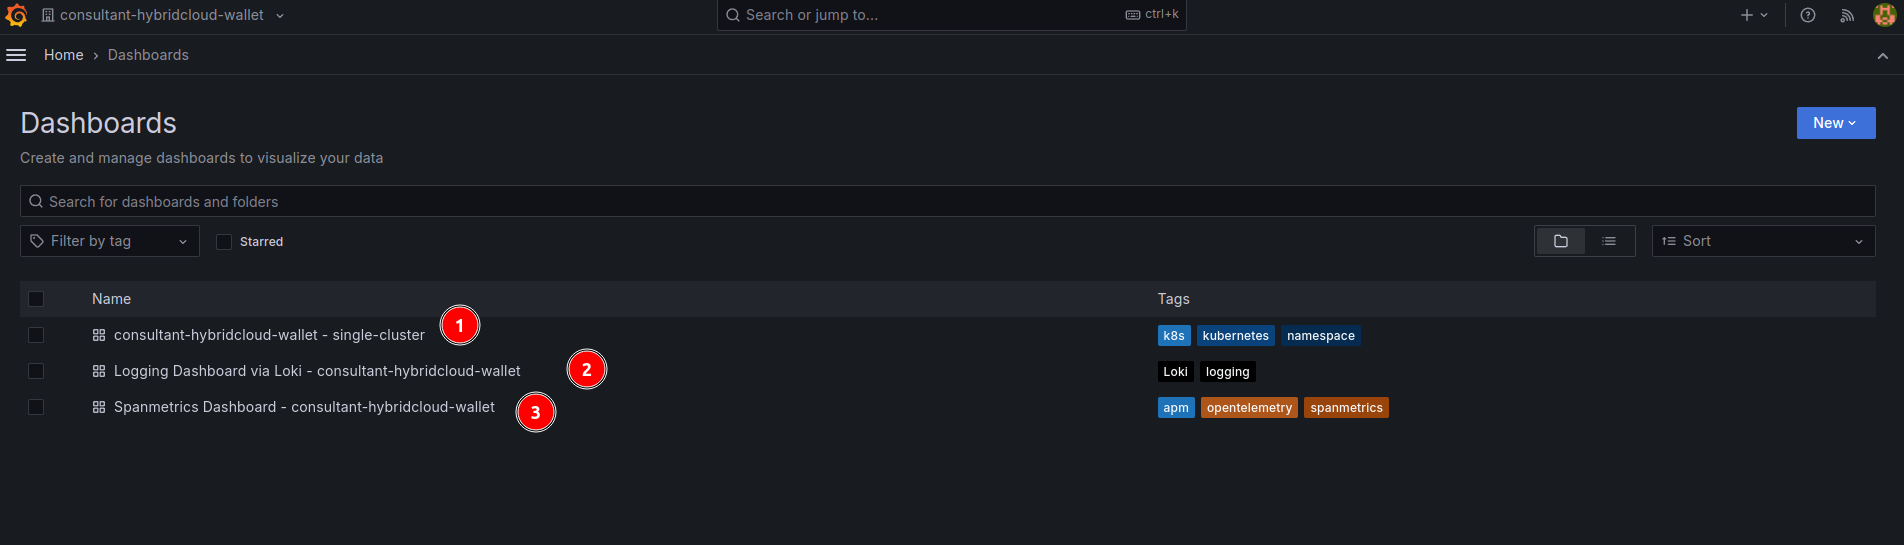 consultant-hybridcloud-wallet
Search or jump to... ctrl+k
Home › Dashboards
Dashboards
New
Create and manage dashboards to visualize your data
Search for dashboards and folders
Filter by tag Starred Sort
Name Tags
consultant-hybridcloud-wallet - single-cluster 1 k8s kubernetes namespace
Logging Dashboard via Loki - consultant-hybridcloud-wallet 2 Loki logging
Spanmetrics Dashboard - consultant-hybridcloud-wallet 3 apm opentelemetry spanmetrics